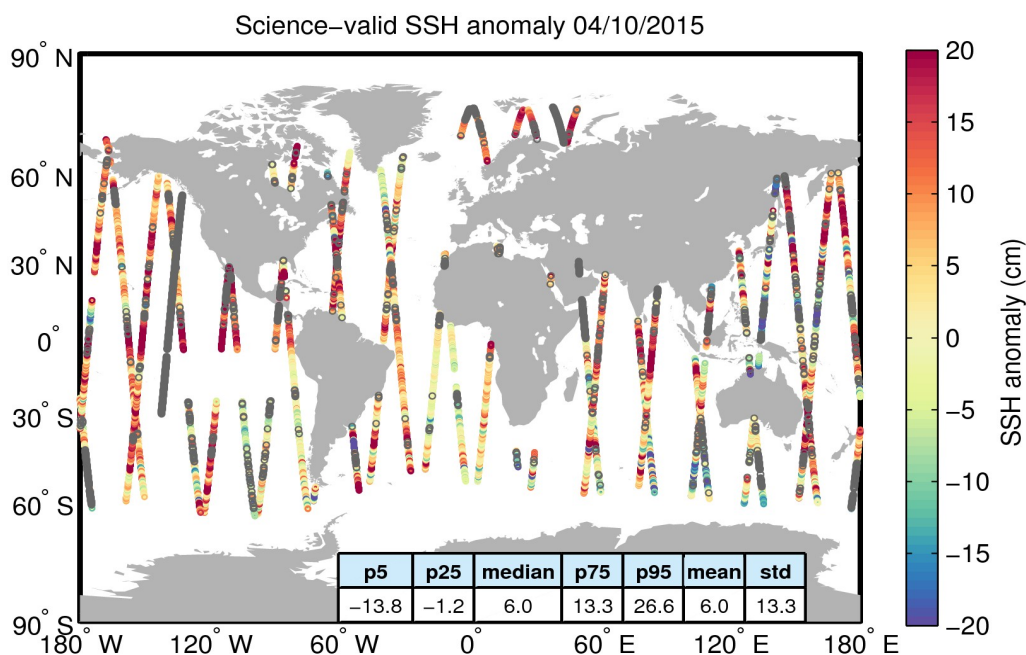 Science−valid SSH anomaly 04/10/2015
90° N
60° N
30° N
0°
30° S
60° S
90° S
180° W
120° W
60° W
0°
60° E
120° E
180° E
p5 p25 median p75 p95 mean std
−13.8 −1.2 6.0 13.3 26.6 6.0 13.3
20
15
10
5
0
−5
−10
−15
−20
SSH anomaly (cm)